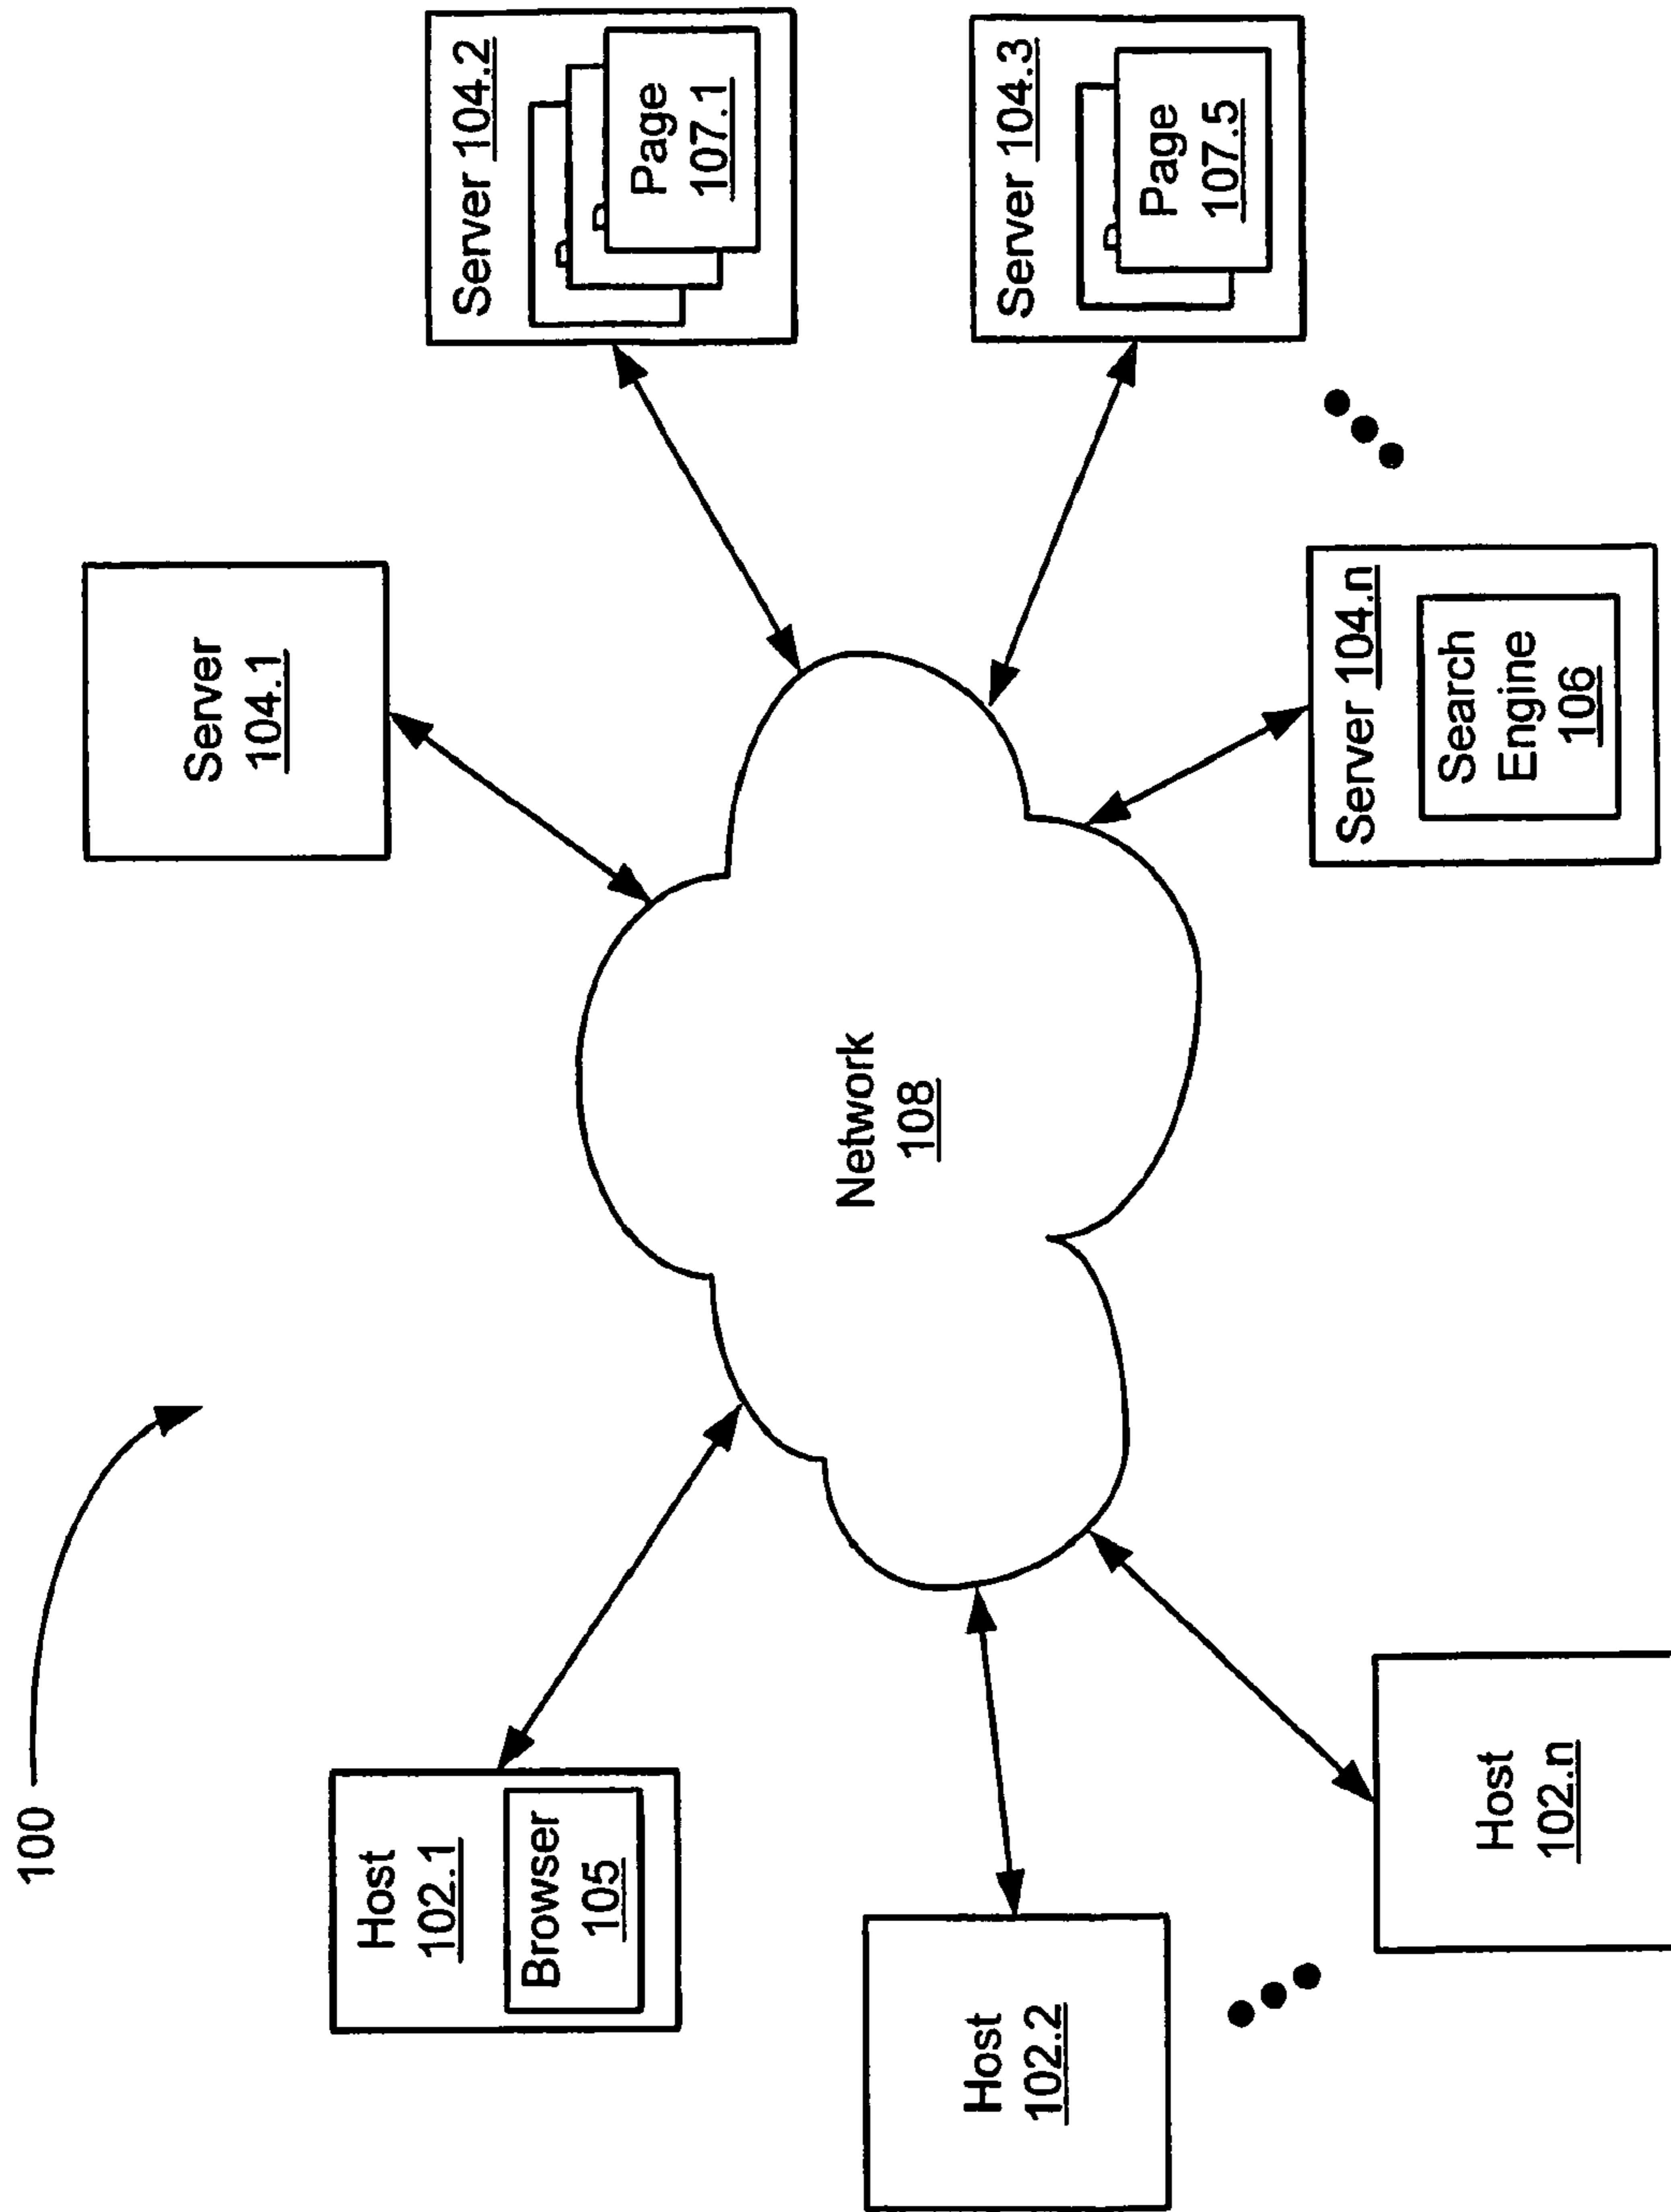 100
Host
102.1
Browser
105
Host
102.2
Host
102.n
Network
108
Server
104.1
Server 104.2
Page
107.1
Server 104.3
Page
107.5
Server 104.n
Search
Engine
106